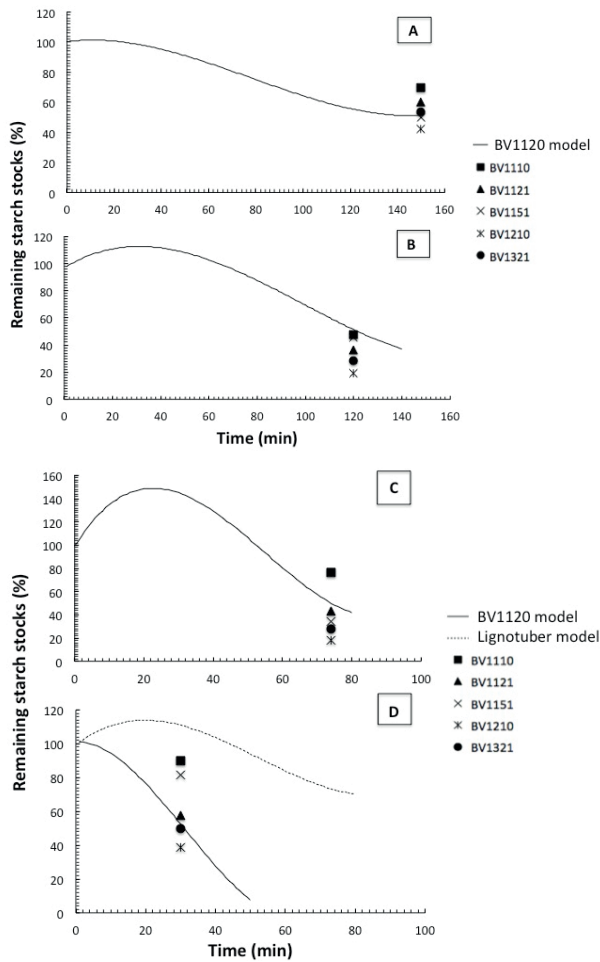 Remaining starch stocks (%)
120
100
80
60
40
20
0
0 20 40 60 80 100 120 140 160
A
120
100
80
60
40
20
0
0 20 40 60 80 100 120 140 160
B
Time (min)
BV1120 model
BV1110
BV1121
BV1151
BV1210
BV1321
Remaining starch stocks (%)
160
140
120
100
80
60
40
20
0
0 20 40 60 80 100
C
120
100
80
60
40
20
0
0 20 40 60 80 100
D
Time (min)
BV1120 model
Lignotuber model
BV1110
BV1121
BV1151
BV1210
BV1321